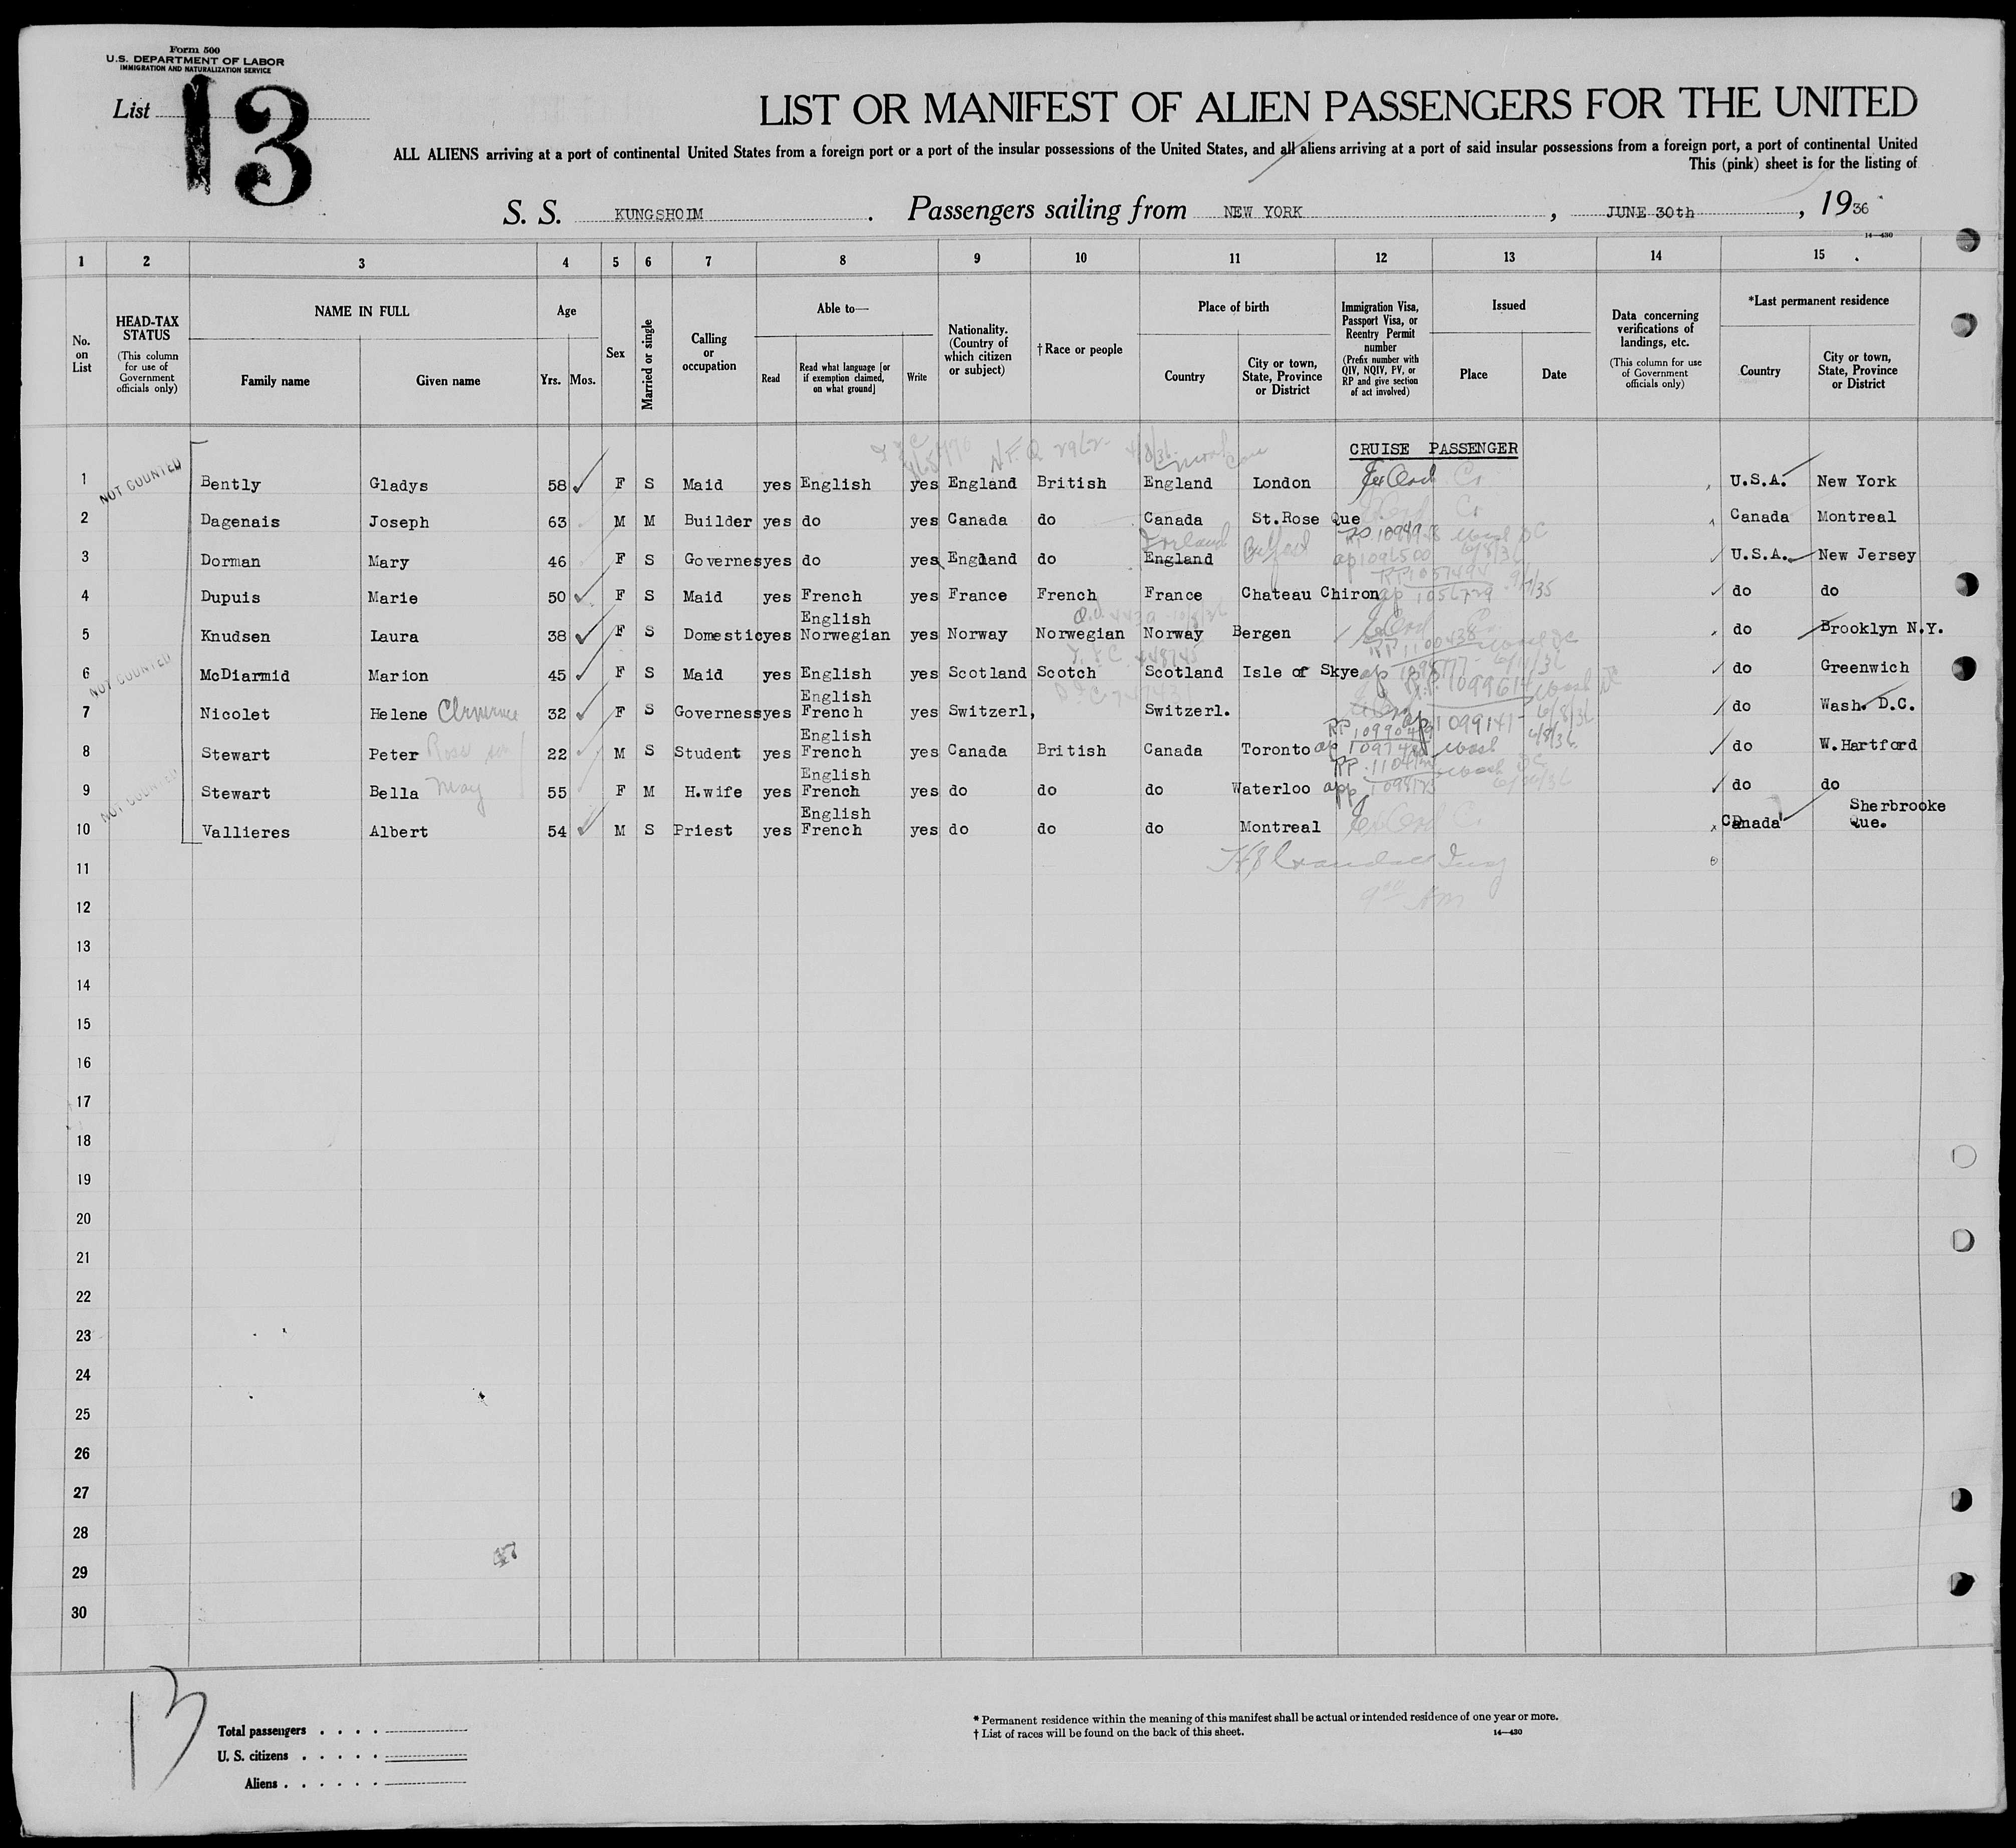 Form 500
U.S. DEPARTMENT OF LABOR
IMMIGRATION AND NATURALIZATION SERVICE
List 13
LIST OR MANIFEST OF ALIEN PASSENGERS FOR THE UNITED
ALL ALIENS arriving at a port of continental United States from a foreign port or a port of the insular possessions of the United States, and all aliens arriving at a port of said insular possessions from a foreign port, a port of continental United
This (pink) sheet is for the listing of
S. S. KUNGSHOIM. Passengers sailing from NEW YORK, JUNE 30th, 1936
14—430
1 2 3 4 5 6 7 8 9 10 11 12 13 14 15
No. on List
HEAD-TAX STATUS (This column for use of Government officials only)
NAME IN FULL
Family name Given name
Age
Yrs. Mos.
Sex
Married or single
Calling or occupation
Able to—
Read Read what language [or if exemption claimed, on what ground] Write
Nationality. (Country of which citizen or subject)
† Race or people
Place of birth
Country City or town, State, Province or District
Immigration Visa, Passport Visa, or Reentry Permit number (Prefix number with QIV, NQIV, PV, or RP and give section of act involved)
Issued
Place Date
Data concerning verifications of landings, etc. (This column for use of Government officials only)
*Last permanent residence
Country City or town, State, Province or District
CRUISE PASSENGER
NOT COUNTED
1 Bently Gladys 58 F S Maid yes English yes England British England London U.S.A. New York
2 Dagenais Joseph 63 M M Builder yes do yes Canada do Canada St.Rose Que Canada Montreal
Ireland Belfast
3 Dorman Mary 46 F S Governes yes do yes England do England U.S.A. New Jersey
4 Dupuis Marie 50 F S Maid yes French yes France French France Chateau Chiron do do
English
5 Knudsen Laura 38 F S Domestic yes Norwegian yes Norway Norwegian Norway Bergen do Brooklyn N.Y.
NOT COUNTED
6 McDiarmid Marion 45 F S Maid yes English yes Scotland Scotch Scotland Isle of Skye do Greenwich
English
7 Nicolet Helene 32 F S Governess yes French yes Switzerl, Switzerl. do Wash. D.C.
English
8 Stewart Peter Ross son 22 M S Student yes French yes Canada British Canada Toronto do W.Hartford
NOT COUNTED
English
9 Stewart Bella May 55 F M H.wife yes French yes do do do Waterloo do do
English Sherbrooke
10 Vallieres Albert 54 M S Priest yes French yes do do do Montreal Canada Que.
11
9 00 Am
12
13
14
15
16
17
18
19
20
21
22
23
24
25
26
27
28
29
30
13
Total passengers
U. S. citizens
Aliens
* Permanent residence within the meaning of this manifest shall be actual or intended residence of one year or more.
† List of races will be found on the back of this sheet.
14—430